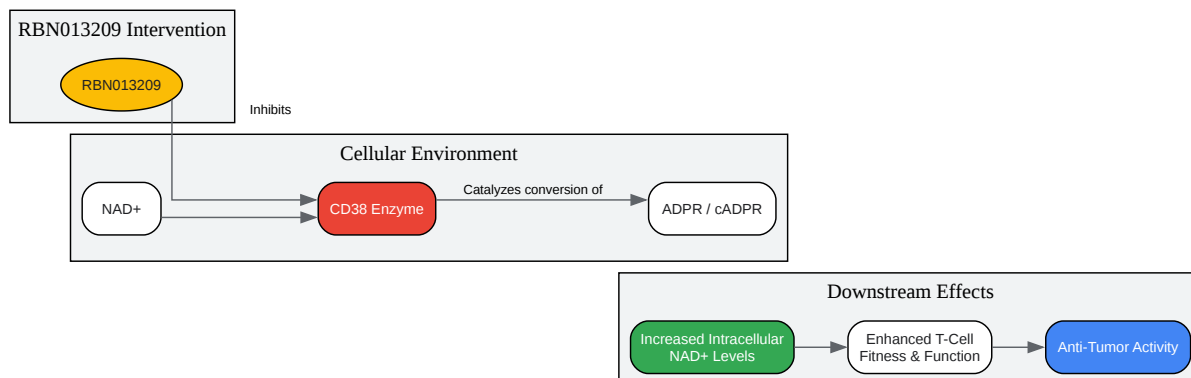 RBN013209 Intervention
RBN013209
Inhibits
Cellular Environment
NAD+
CD38 Enzyme
Catalyzes conversion of
ADPR / cADPR
Downstream Effects
Increased Intracellular
NAD+ Levels
Enhanced T-Cell
Fitness & Function
Anti-Tumor Activity